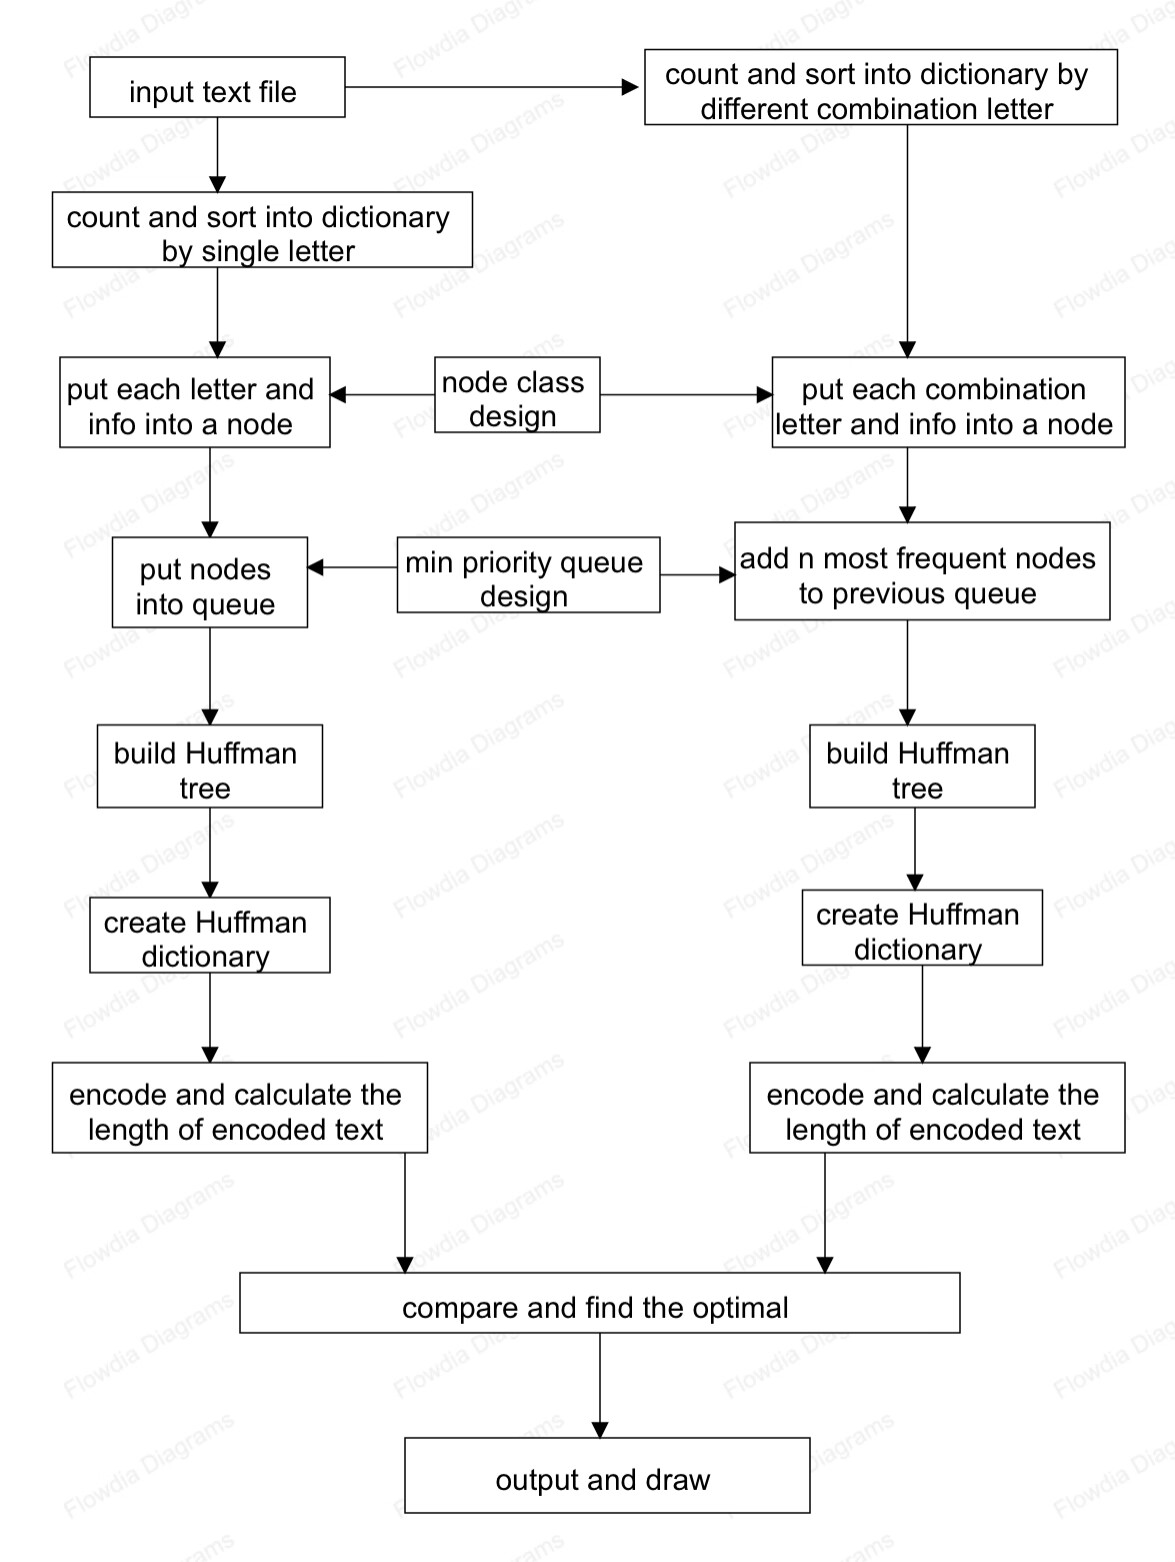 input text file
count and sort into dictionary by
different combination letter
count and sort into dictionary
by single letter
put each letter and
info into a node
node class
design
put each combination
letter and info into a node
put nodes
into queue
min priority queue
design
add n most frequent nodes
to previous queue
build Huffman
tree
build Huffman
tree
create Huffman
dictionary
create Huffman
dictionary
encode and calculate the
length of encoded text
encode and calculate the
length of encoded text
compare and find the optimal
output and draw
Flowdia Diagrams